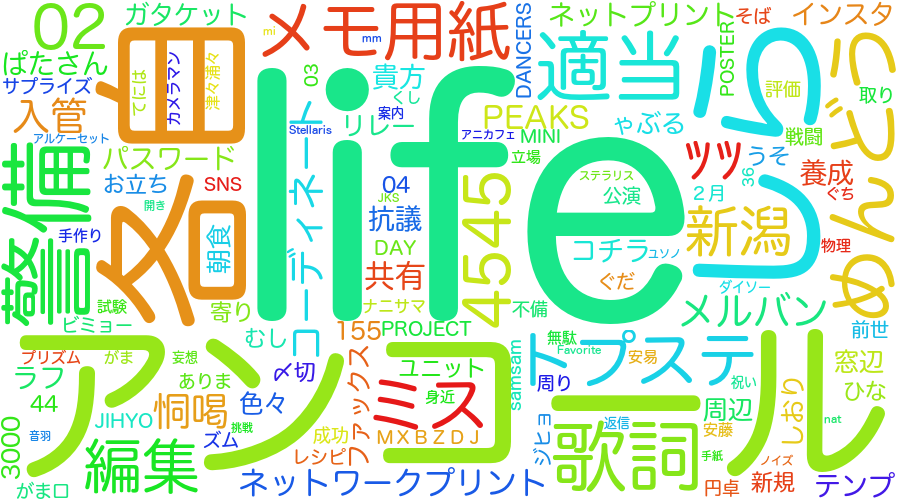 02
ガタケット
メモ用紙
DANCERS
ネットプリント
そば
インスタ
ぱたさん
サプライズ
入管
アルケーセット
てには
カメラマン
津々浦々
mi
mm
03
貴方
くし
案内
Stellaris
リレー
PEAKS
アニカフェ
MINI
立場
適当
ゃぶる
POSTER
評価
戦闘
取り
うどん
めんどり
警備
パスワード
お立ち
SNS
開き
手作り
名前
朝食
コーディネート
life
04
JKS
抗議
DAY
共有
ナニサマ
4545
ステラリス
公演
コチラ
ユソノ
ぐだ
ツツ
うそ
36
2月
養成
ぐち
新潟
物理
ダイソー
メルバン
前世
試験
ビミョー
寄り
むし
155
PROJECT
不備
プリズム
がま
妄想
ラフ
44
ありま
〆切
ファックス
ユニット
samsam
トプステ
無駄
Favorite
安易
周り
祝い
窓辺
ひな
アンコール
恫喝
色々
ミス
身近
JIHYO
挑戦
ズム
成功
レシピ
MXBZDJ
ジヒョ
歌詞
返信
周辺
安藤
手紙
しおり
nat
3000
音羽
がま口
編集
ネットワークプリント
円卓
ノイズ
新規
テンプ